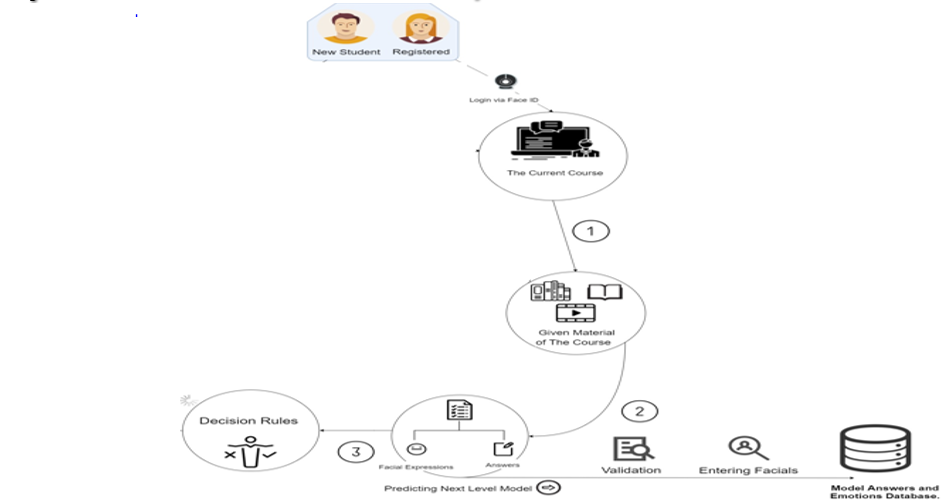 New Student Registered
Login via Face ID
The Current Course
1
Given Material
of The Course
2
Decision Rules
3
Facial Expressions
Answers
Validation
Entering Facials
Predicting Next Level Model
Model Answers and
Emotions Database.